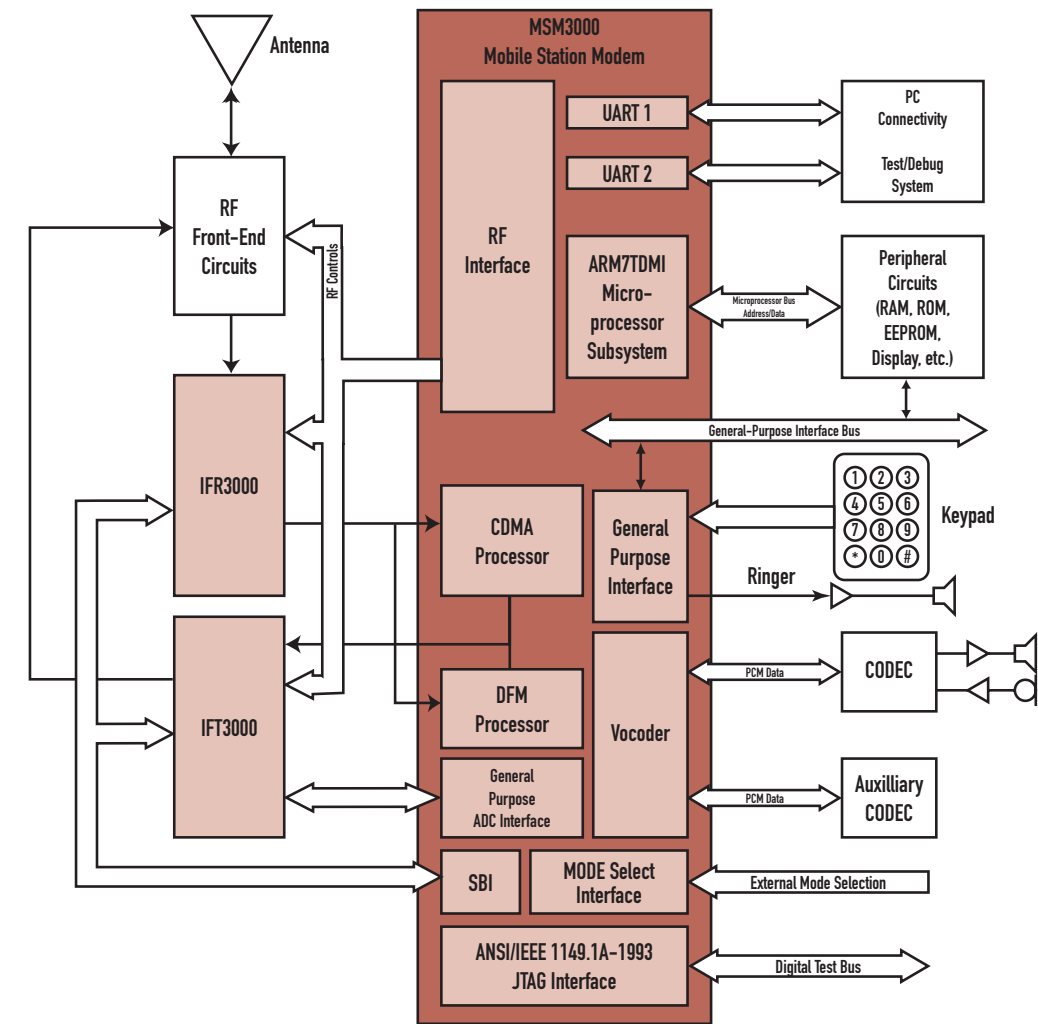 MSM3000
Mobile Station Modem
Antenna
RF
Front-End
Circuits
RF Controls
RF
Interface
UART 1
UART 2
PC
Connectivity
Test/Debug
System
ARM7TDMI
Micro-
processor
Subsystem
Microprocessor Bus
Address/Data
Peripheral
Circuits
(RAM, ROM,
EEPROM,
Display, etc.)
General-Purpose Interface Bus
IFR3000
CDMA
Processor
General
Purpose
Interface
1 2 3
4 5 6
7 8 9
* 0 #
Keypad
Ringer
IFT3000
DFM
Processor
Vocoder
PCM Data
CODEC
General
Purpose
ADC Interface
PCM Data
Auxilliary
CODEC
SBI
MODE Select
Interface
External Mode Selection
ANSI/IEEE 1149.1A-1993
JTAG Interface
Digital Test Bus